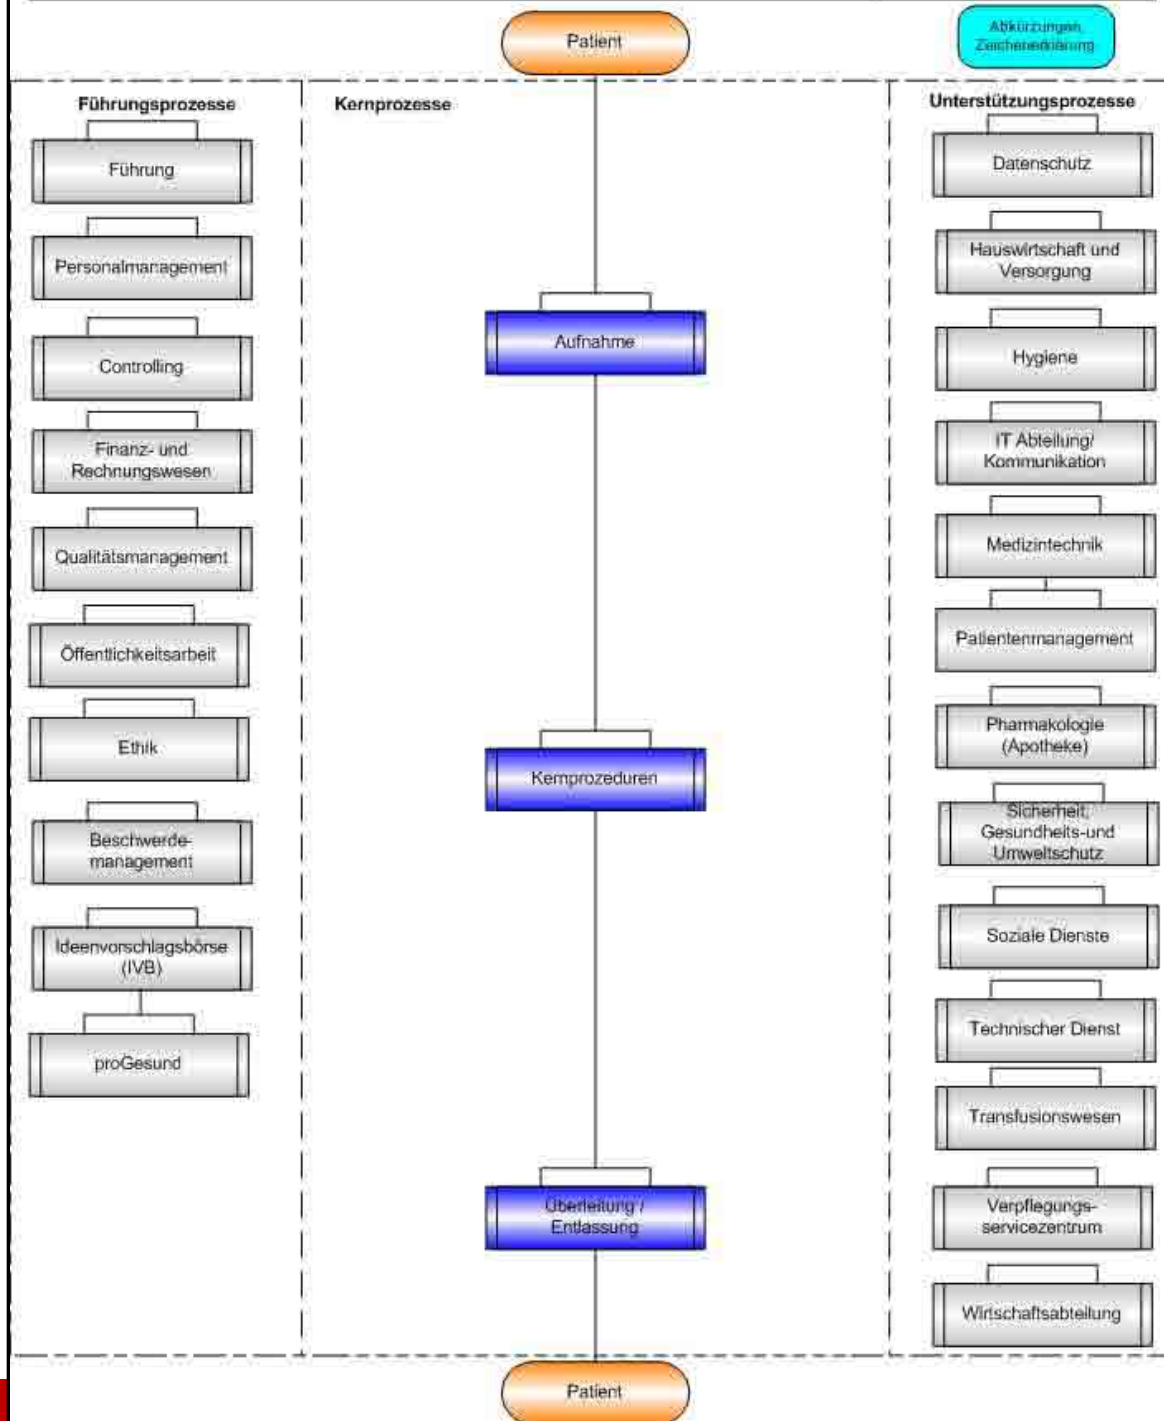 Patient
Abkürzungen,
Zeichenerklärung
Führungsprozesse
Führung
Personalmanagement
Controlling
Finanz- und
Rechnungswesen
Qualitätsmanagement
Öffentlichkeitsarbeit
Ethik
Beschwerde-
management
Ideenvorschlagsbörse
(IVB)
proGesund
Kernprozesse
Aufnahme
Kernprozeduren
Überleitung /
Entlassung
Unterstützungsprozesse
Datenschutz
Hauswirtschaft und
Versorgung
Hygiene
IT Abteilung/
Kommunikation
Medizintechnik
Patientenmanagement
Pharmakologie
(Apotheke)
Sicherheit,
Gesundheits-und
Umweltschutz
Soziale Dienste
Technischer Dienst
Transfusionswesen
Verpflegungs-
servicezentrum
Wirtschaftsabteilung
Patient